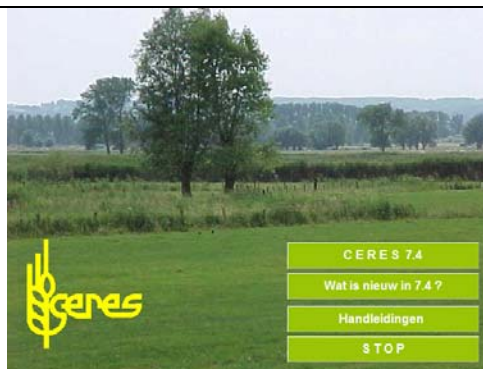 ceres
CERES 7.4
Wat is nieuw in 7.4 ?
Handleidingen
STOP